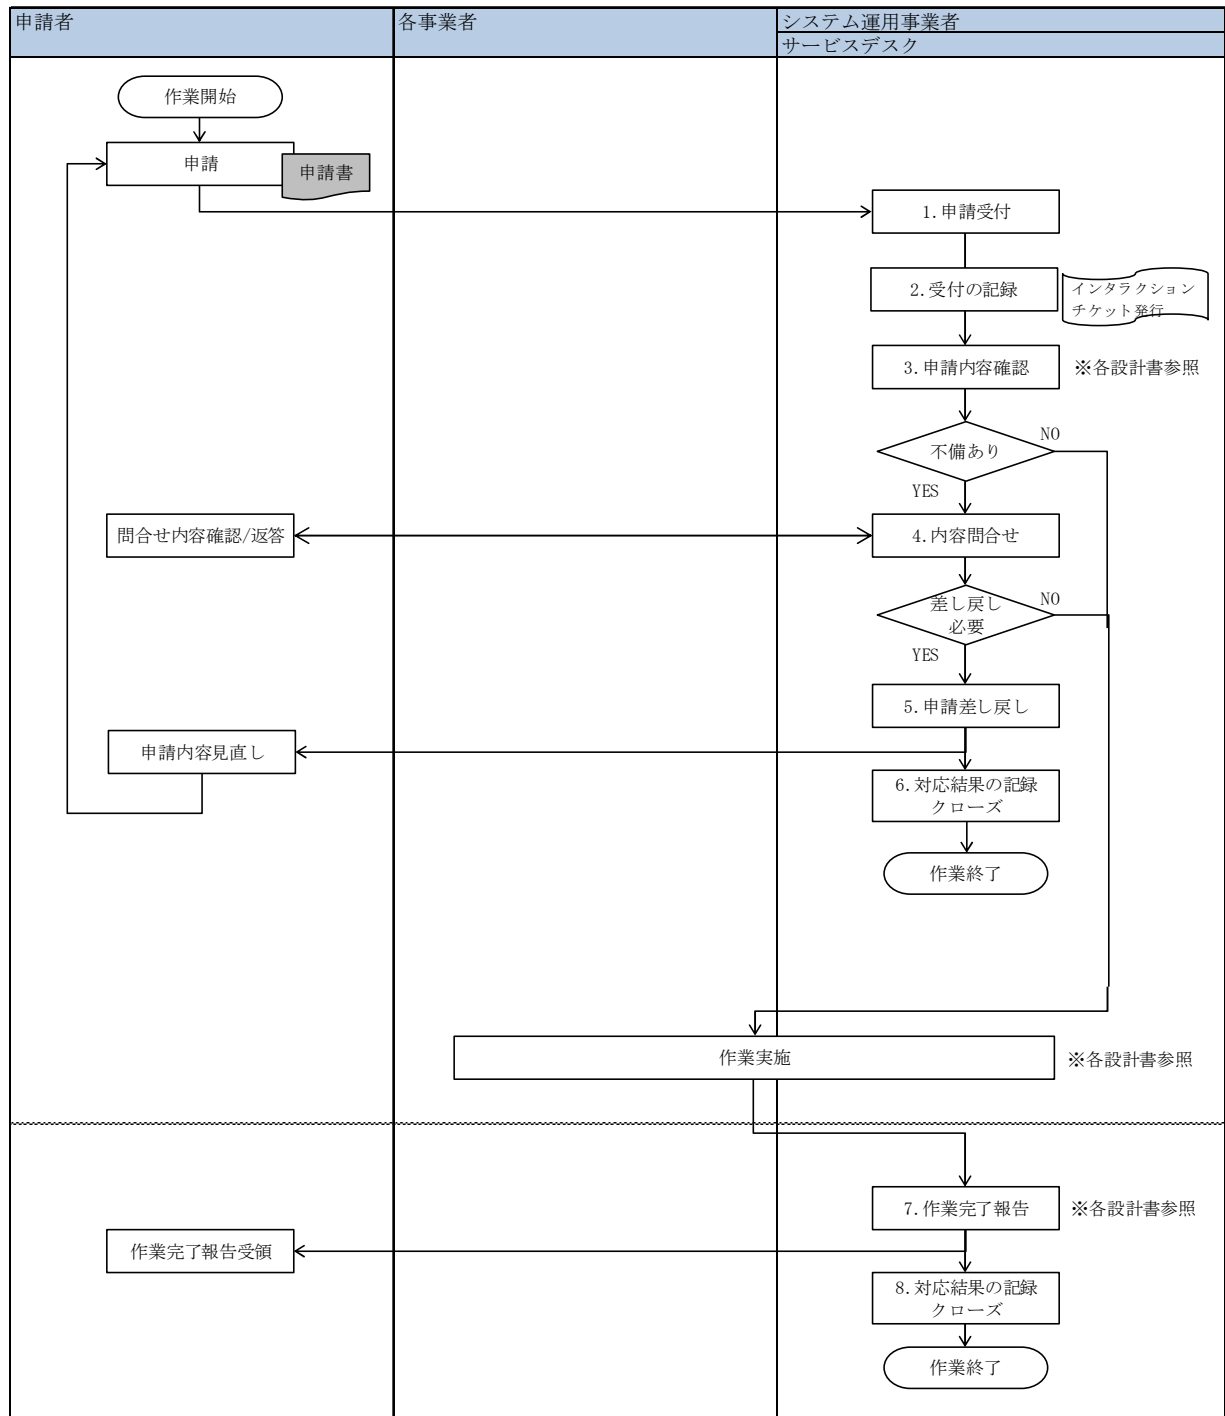 申請者
各事業者
システム運用事業者
サービスデスク
作業開始
申請
申請書
1.申請受付
2.受付の記録
インタラクション
チケット発行
3.申請内容確認
※各設計書参照
不備あり
NO
YES
問合せ内容確認/返答
4.内容問合せ
差し戻し
必要
NO
YES
5.申請差し戻し
申請内容見直し
6.対応結果の記録
クローズ
作業終了
作業実施
※各設計書参照
7.作業完了報告
※各設計書参照
作業完了報告受領
8.対応結果の記録
クローズ
作業終了